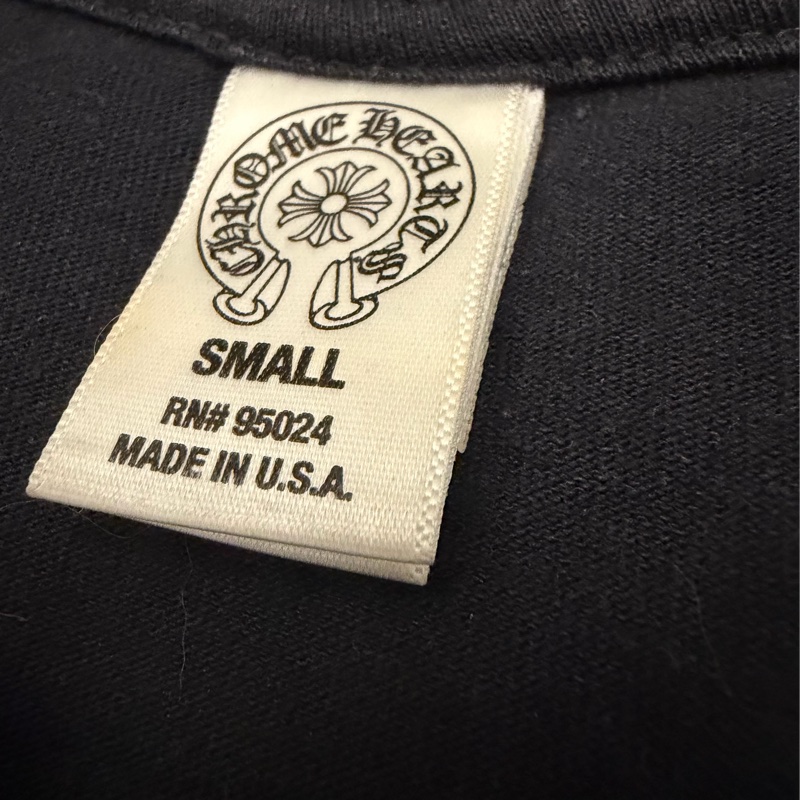 CHROME HEARTS
SMALL
RN# 95024
MADE IN U.S.A.